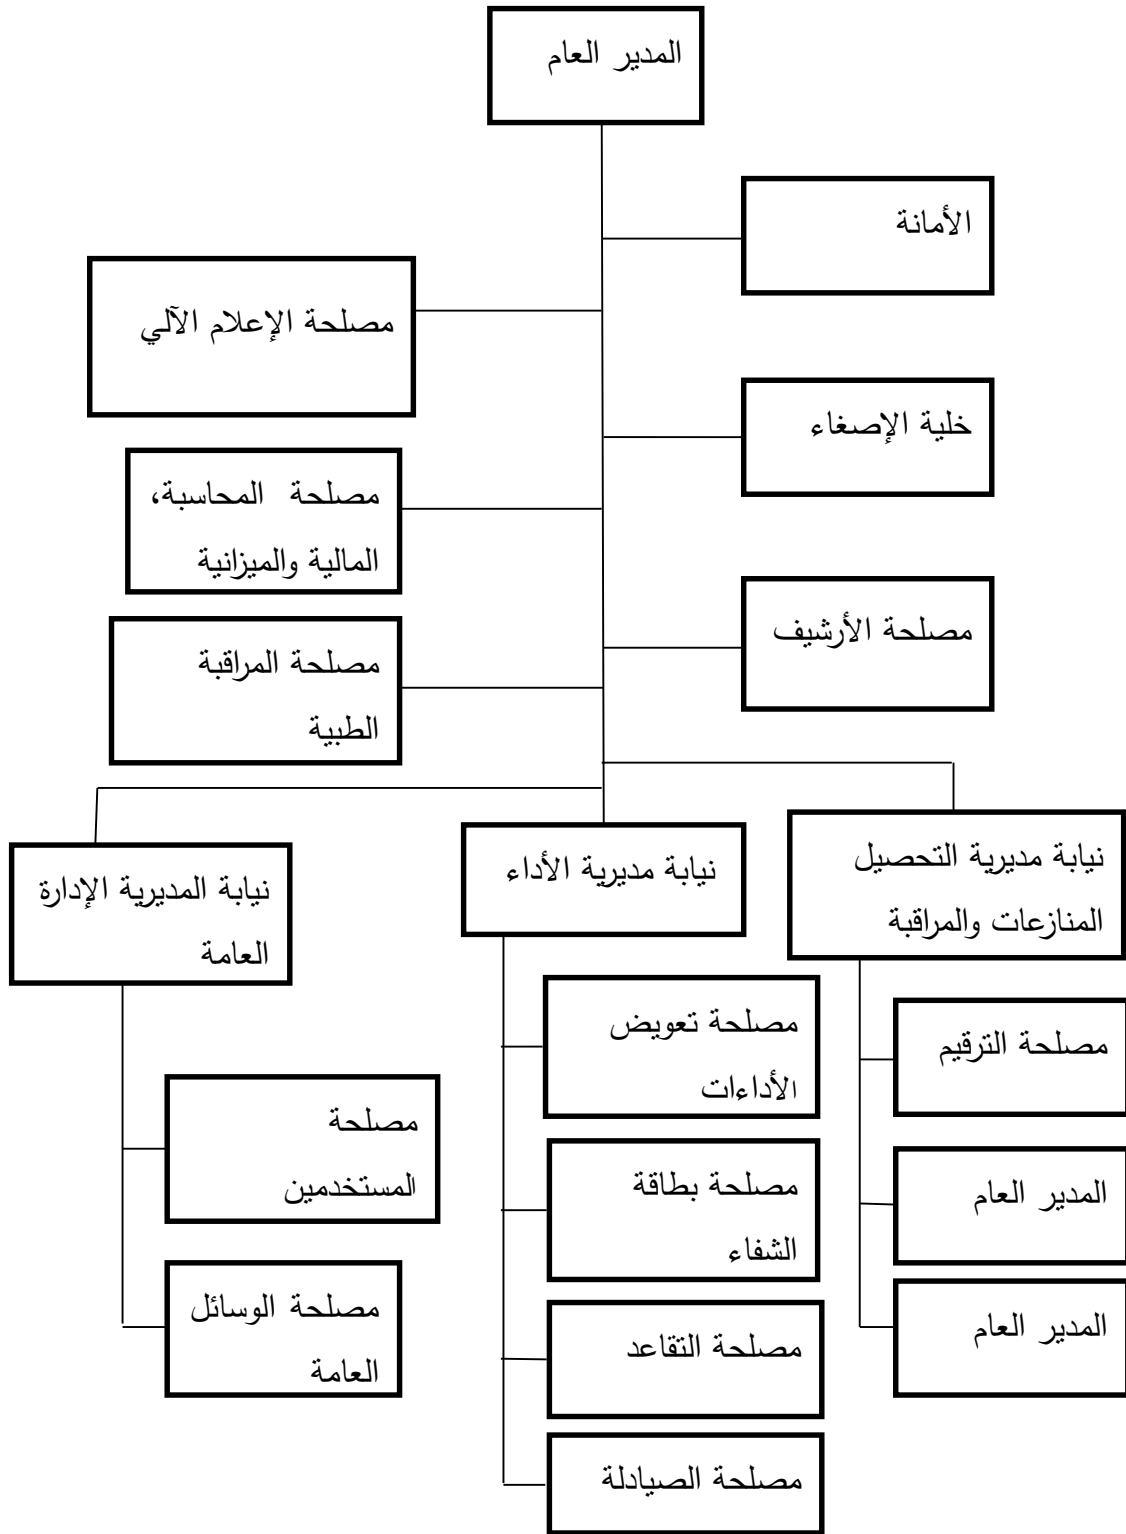 المدير العام
الأمانة
مصلحة الإعلام الآلي
خلية الإصغاء
مصلحة المحاسبة،
المالية والميزانية
مصلحة الأرشيف
مصلحة المراقبة
الطبية
نيابة مديرية التحصيل
المنازعات والمراقبة
نيابة مديرية الأداء
نيابة المديرية الإدارة
العامة
مصلحة الترقيم
المدير العام
المدير العام
مصلحة تعويض
الأداءات
مصلحة بطاقة
الشفاء
مصلحة التقاعد
مصلحة الصيادلة
مصلحة
المستخدمين
مصلحة الوسائل
العامة